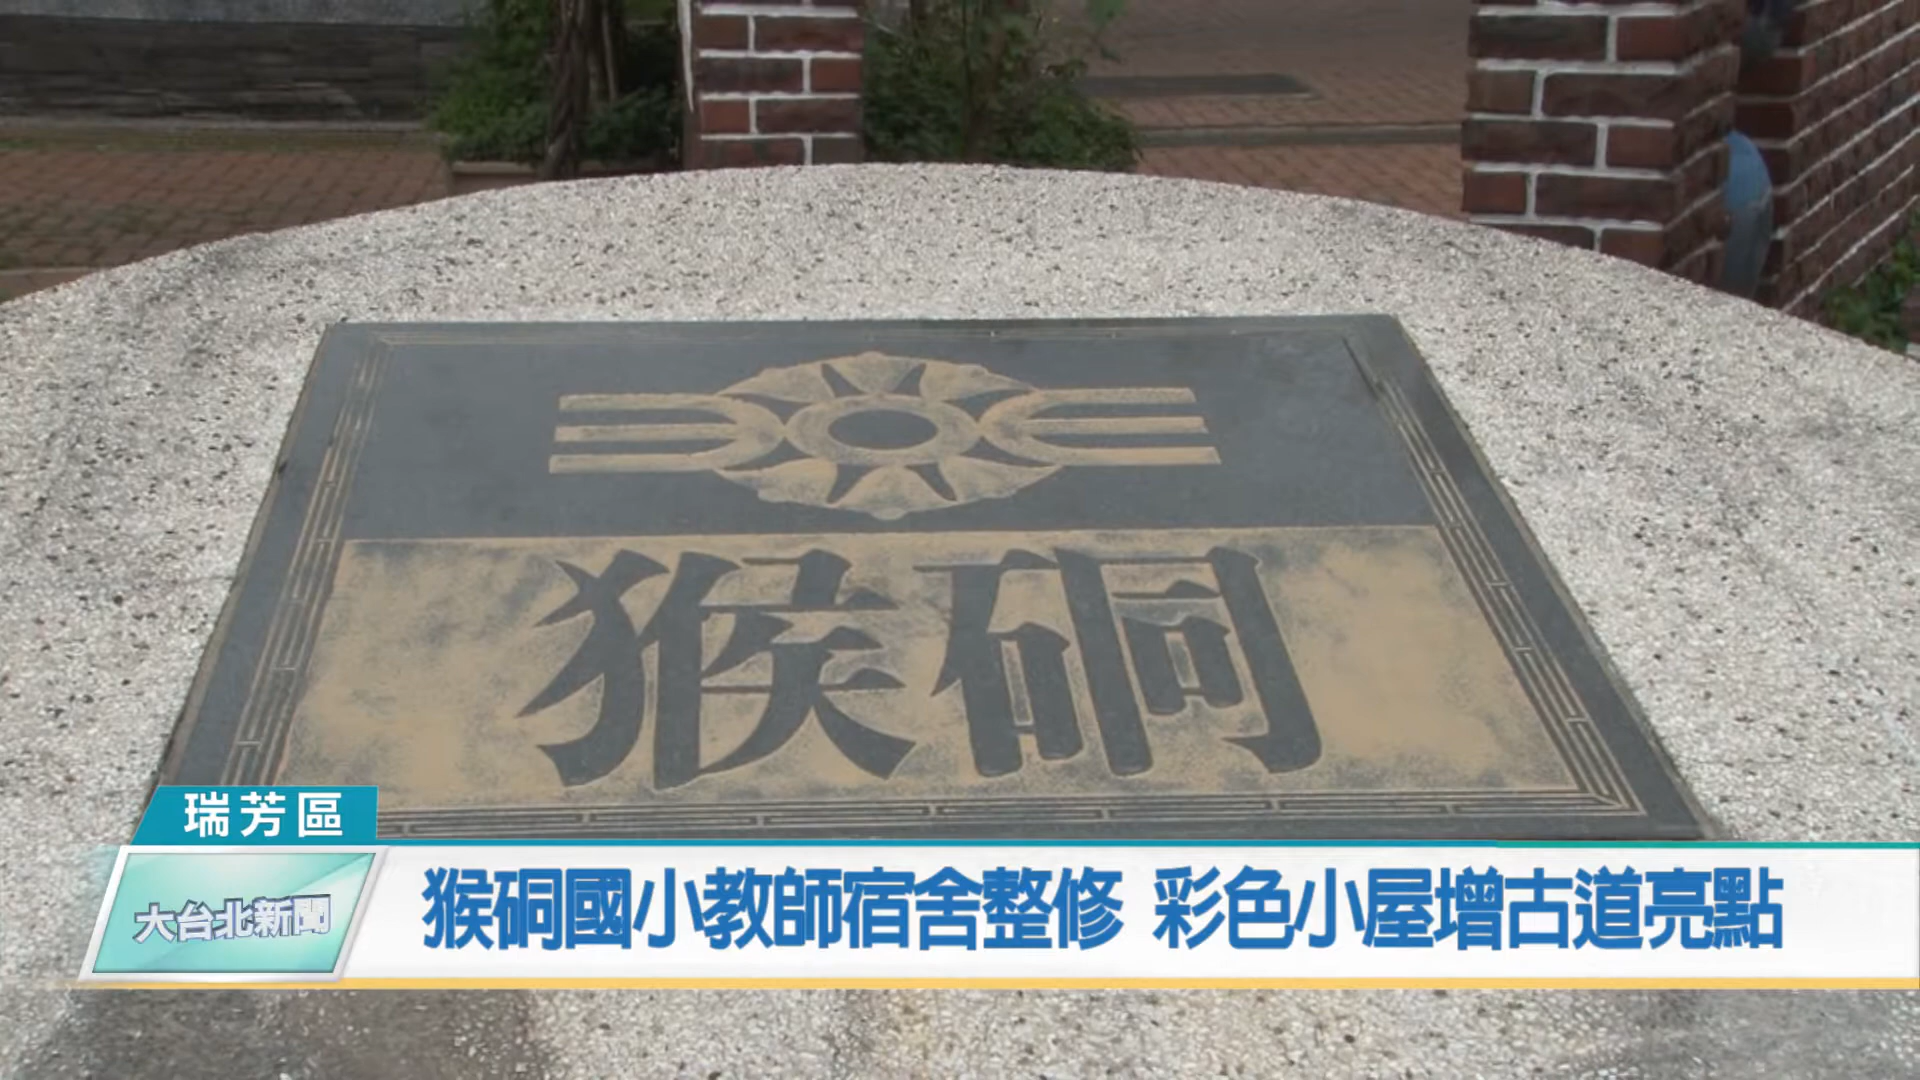 猴硐
瑞芳區
大台北新聞
猴硐國小教師宿舍整修 彩色小屋增古道亮點